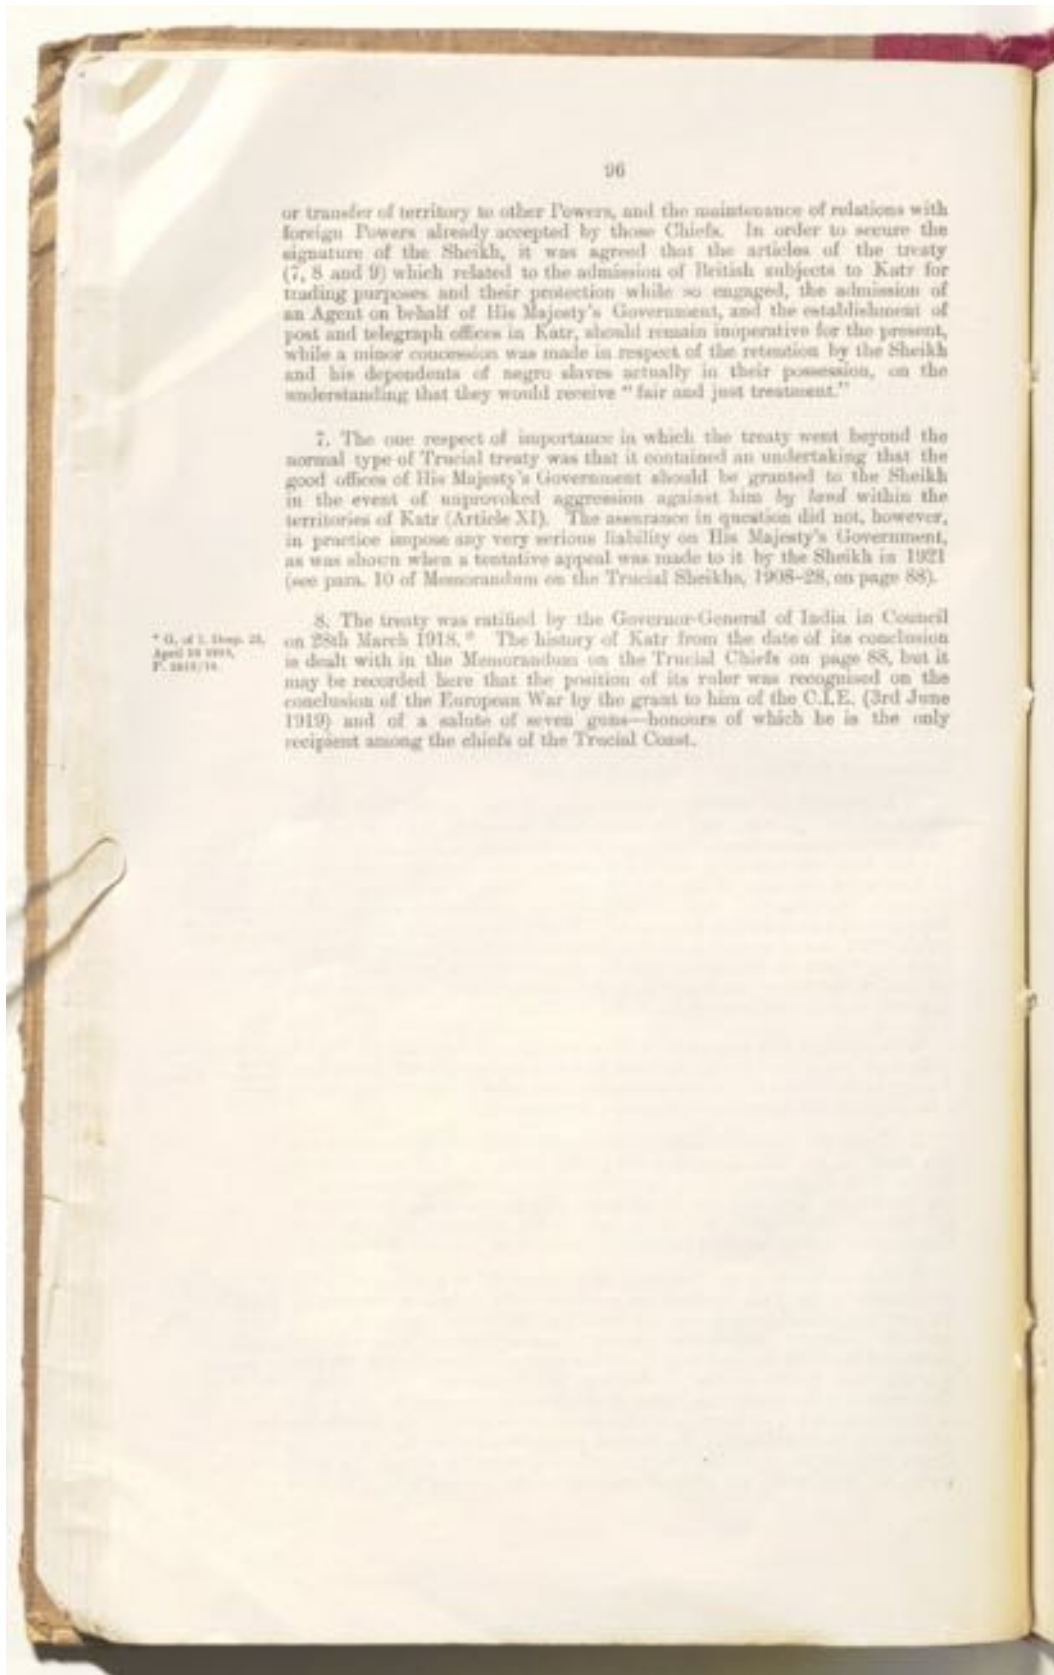 96
or transfer of territory to other Powers, and the maintenance of relations with
foreign Powers already accepted by those Chiefs. In order to secure the
signature of the Sheikh, it was agreed that the articles of the treaty
(7, 8 and 9) which related to the admission of British subjects to Katr for
trading purposes and their protection while so engaged, the admission of
an Agent on behalf of His Majesty's Government, and the establishment of
post and telegraph offices in Katr, should remain inoperative for the present,
while a minor concession was made in respect of the retention by the Sheikh
and his dependents of negro slaves actually in their possession, on the
understanding that they would receive "fair and just treatment."
7. The one respect of importance in which the treaty went beyond the
normal type of Trucial treaty was that it contained an undertaking that the
good offices of His Majesty's Government should be granted to the Sheikh
in the event of unprovoked aggression against him by land within the
territories of Katr (Article XI). The assurance in question did not, however,
in practice impose any very serious liability on His Majesty's Government,
as was shown when a tentative appeal was made to it by the Sheikh in 1921
(see para. 10 of Memorandum on the Trucial Sheikhs, 1908-28, on page 88).
8. The treaty was ratified by the Governor-General of India in Council
on 28th March 1918.* The history of Katr from the date of its conclusion
is dealt with in the Memorandum on the Trucial Chiefs on page 88, but it
may be recorded here that the position of its ruler was recognised on the
conclusion of the European War by the grant to him of the C.I.E. (3rd June
1919) and of a salute of seven guns—honours of which he is the only
recipient among the chiefs of the Trucial Coast.
* G. of I. Desp.
April
P.